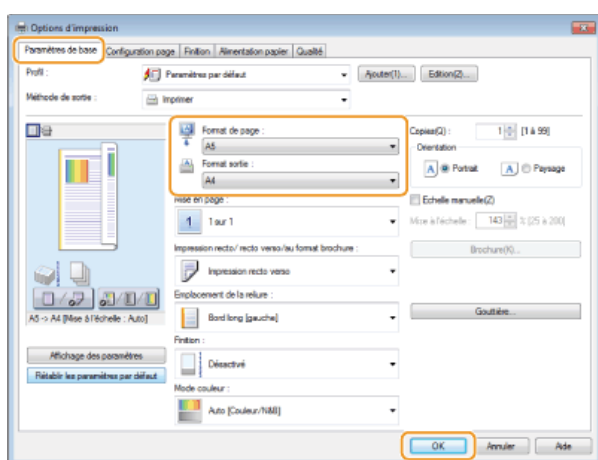 Options d'impression
Paramètres de base Configuration page Finition Alimentation papier Qualité
Profil : Paramètres par défaut Ajouter(1)... Edition(2)...
Méthode de sortie : Imprimer
Format de page :
A5
Format sortie :
A4
Copies(Q) : 1 [1 à 99]
Orientation
A Portrait A Paysage
Echelle manuelle(Z)
Mise à l'échelle : 143 % [25 à 200]
Mise en page :
1 1 sur 1
Impression recto/ recto verso/au format brochure :
Impression recto verso
Brochure(K)...
Emplacement de la reliure :
Bord long [gauche]
Gouttière...
A5 -> A4 [Mise à l'échelle : Auto]
Finition :
Désactivé
Affichage des paramètres
Rétablir les paramètres par défaut
Mode couleur :
Auto [Couleur/N&B]
OK Annuler Aide